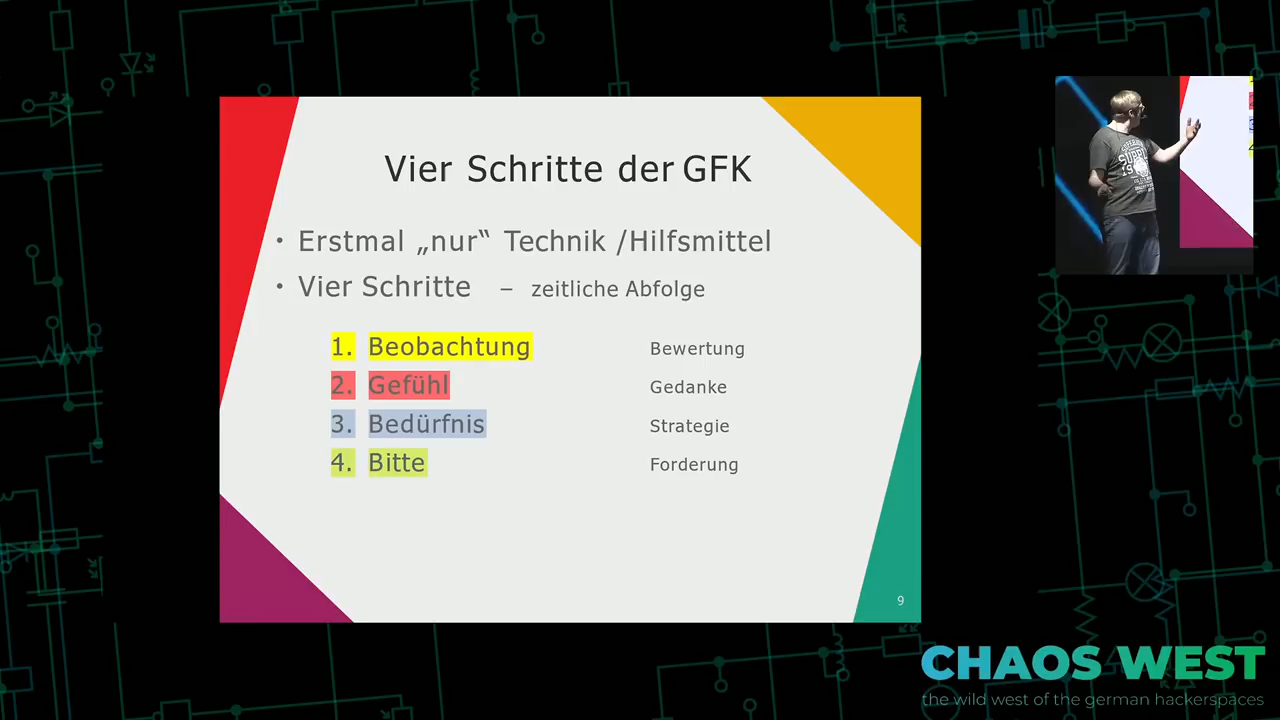 Vier Schritte der GFK
• Erstmal „nur“ Technik /Hilfsmittel
• Vier Schritte – zeitliche Abfolge
1. Beobachtung Bewertung
2. Gefühl Gedanke
3. Bedürfnis Strategie
4. Bitte Forderung
9
CHAOS WEST
the wild west of the german hackerspaces